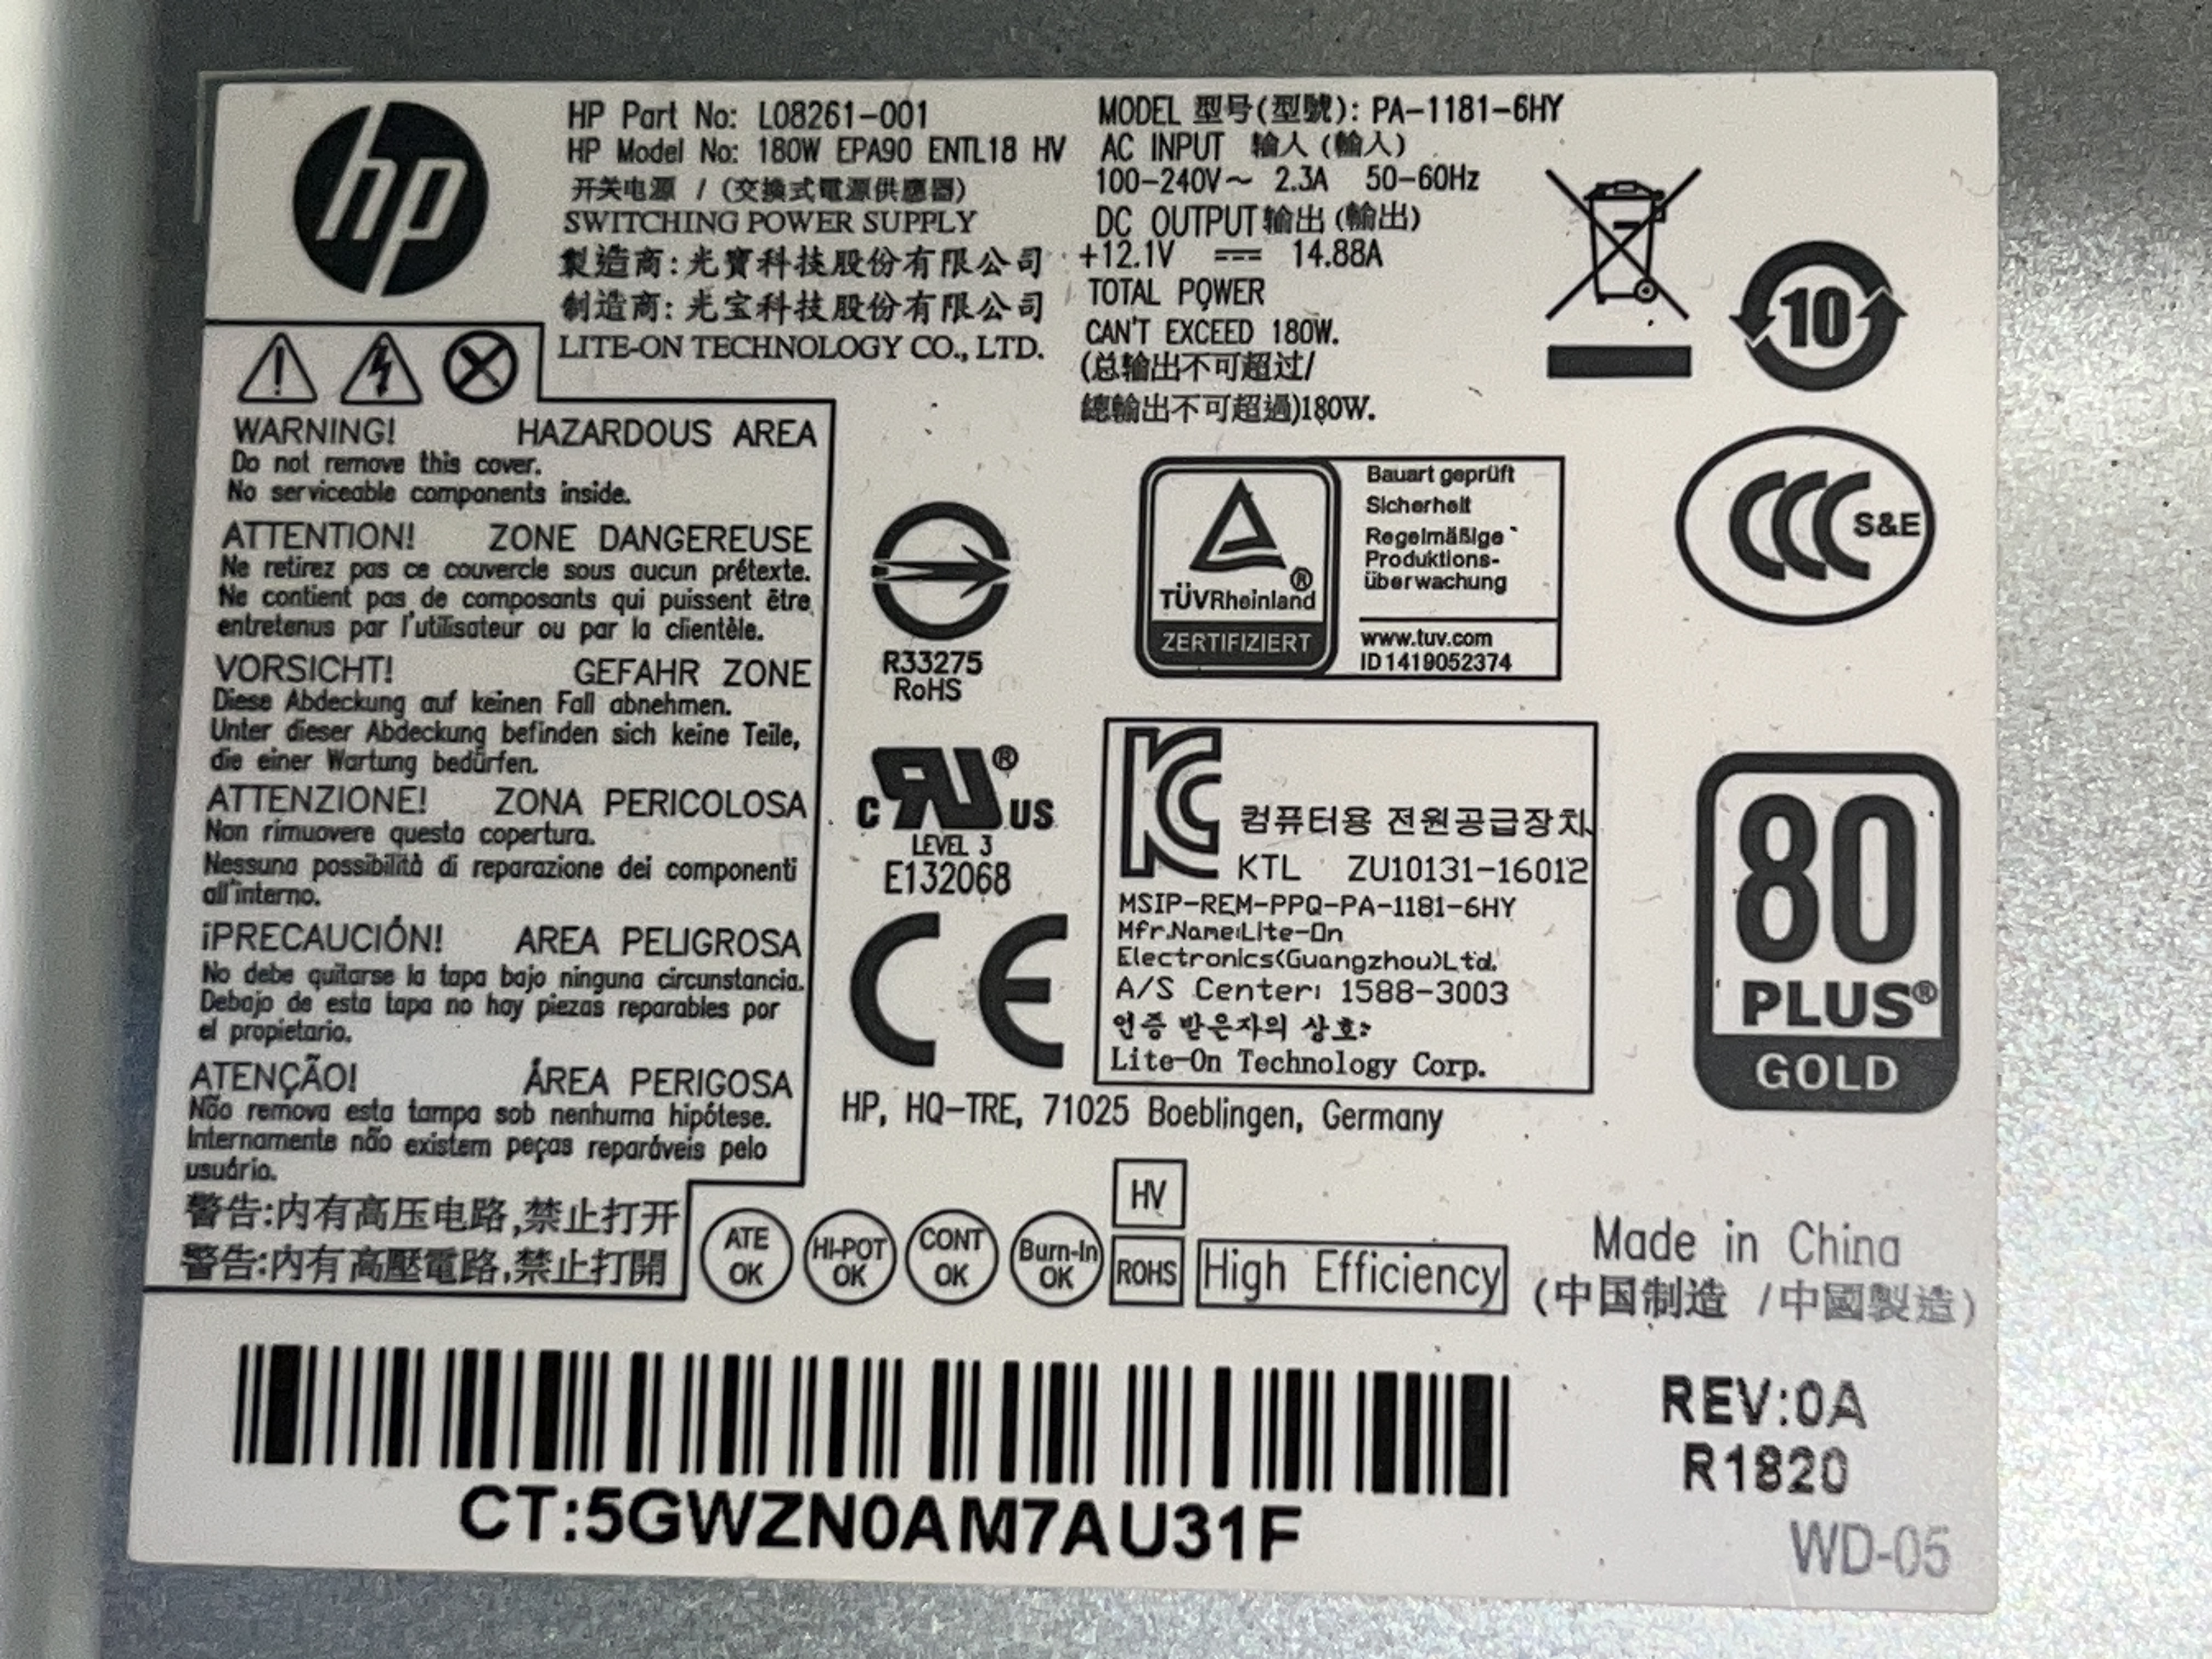 hp
HP Part No: L08261-001
HP Model No: 180W EPA90 ENTL18 HV
开关电源 / (交換式電源供應器)
SWITCHING POWER SUPPLY
製造商:光寶科技股份有限公司
制造商:光宝科技股份有限公司
LITE-ON TECHNOLOGY CO., LTD.
MODEL 型号(型號): PA-1181-6HY
AC INPUT 输入 (輸入)
100-240V~ 2.3A 50-60Hz
DC OUTPUT 输出 (輸出)
+12.1V ⎓ 14.88A
TOTAL POWER
CAN'T EXCEED 180W.
(总输出不可超过/
總輸出不可超過)180W.
10
WARNING! HAZARDOUS AREA
Do not remove this cover.
No serviceable components inside.
ATTENTION! ZONE DANGEREUSE
Ne retirez pas ce couvercle sous aucun prétexte.
Ne contient pas de composants qui puissent être
entretenus par l'utilisateur ou par la clientèle.
VORSICHT! GEFAHR ZONE
Diese Abdeckung auf keinen Fall abnehmen.
Unter dieser Abdeckung befinden sich keine Teile,
die einer Wartung bedürfen.
ATTENZIONE! ZONA PERICOLOSA
Non rimuovere questa copertura.
Nessuna possibilità di reparazione dei componenti
all'interno.
¡PRECAUCIÓN! AREA PELIGROSA
No debe quitarse la tapa bajo ninguna circunstancia.
Debajo de esta tapa no hay piezas reparables por
el propietario.
ATENÇÃO! ÁREA PERIGOSA
Não remova esta tampa sob nenhuma hipótese.
Internamente não existem peças reparáveis pelo
usuário.
警告:内有高压电路,禁止打开
警告:內有高壓電路,禁止打開
R33275
RoHS
TÜVRheinland®
ZERTIFIZIERT
Bauart geprüft
Sicherheit
Regelmäßige
Produktions-
überwachung
www.tuv.com
ID 1419052374
CCC S&E
C RU® US
LEVEL 3
E132068
CE
KC
컴퓨터용 전원공급장치
KTL ZU10131-16012
MSIP-REM-PPQ-PA-1181-6HY
Mfr.Name:Lite-On
Electronics(Guangzhou)Ltd.
A/S Center: 1588-3003
인증 받은자의 상호:
Lite-On Technology Corp.
80
PLUS®
GOLD
HP, HQ-TRE, 71025 Boeblingen, Germany
ATE OK
HI-POT OK
CONT OK
Burn-In OK
HV
ROHS
High Efficiency
Made in China
(中国制造 /中國製造)
CT:5GWZN0AM7AU31F
REV:0A
R1820
WD-05